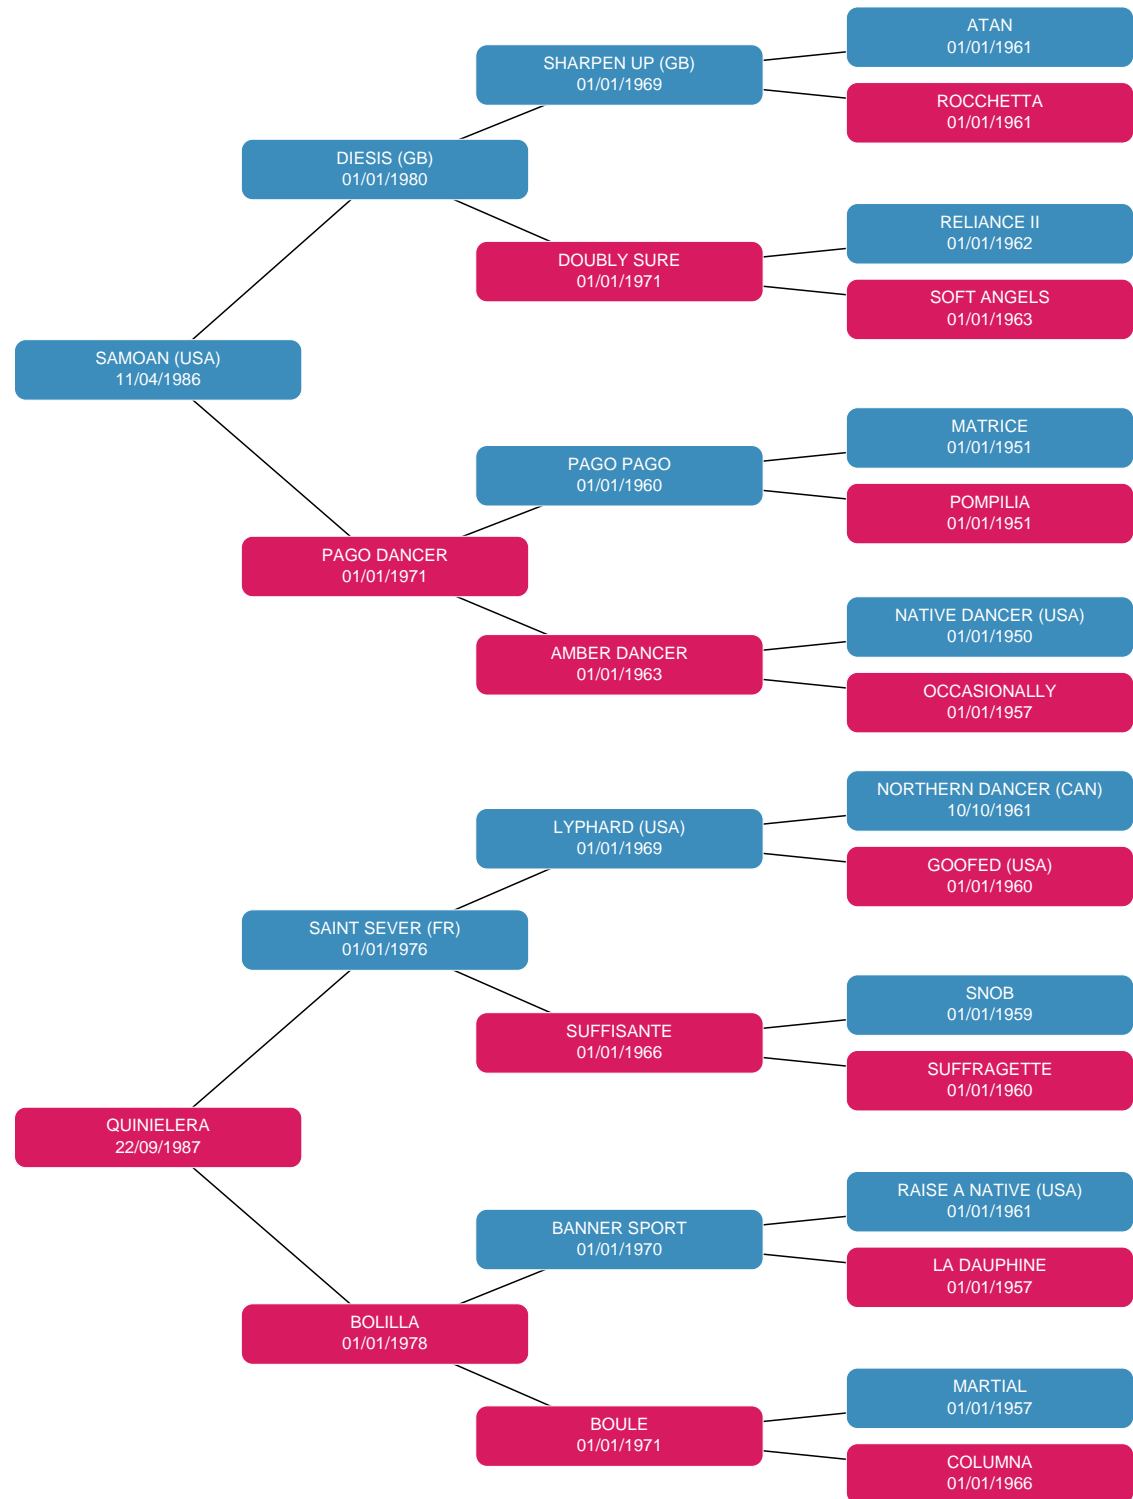 ATAN
01/01/1961
SHARPEN UP (GB)
01/01/1969
ROCCHETTA
01/01/1961
DIESIS (GB)
01/01/1980
RELIANCE II
01/01/1962
DOUBLY SURE
01/01/1971
SOFT ANGELS
01/01/1963
SAMOAN (USA)
11/04/1986
MATRICE
01/01/1951
PAGO PAGO
01/01/1960
POMPILIA
01/01/1951
PAGO DANCER
01/01/1971
NATIVE DANCER (USA)
01/01/1950
AMBER DANCER
01/01/1963
OCCASIONALLY
01/01/1957
NORTHERN DANCER (CAN)
10/10/1961
LYPHARD (USA)
01/01/1969
GOOFED (USA)
01/01/1960
SAINT SEVER (FR)
01/01/1976
SNOB
01/01/1959
SUFFISANTE
01/01/1966
SUFFRAGETTE
01/01/1960
QUINIELERA
22/09/1987
RAISE A NATIVE (USA)
01/01/1961
BANNER SPORT
01/01/1970
LA DAUPHINE
01/01/1957
BOLILLA
01/01/1978
MARTIAL
01/01/1957
BOULE
01/01/1971
COLUMNA
01/01/1966